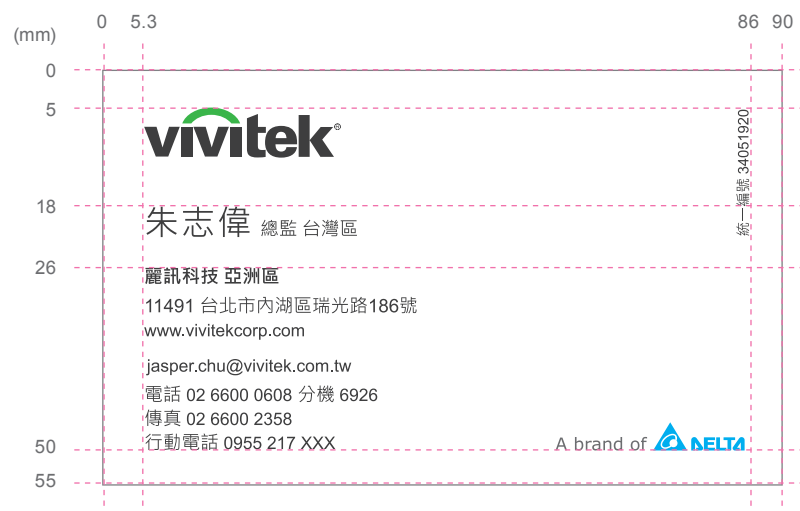 (mm) 0 5.3 86 90
0
5
vivitek®
統一編號 34051920
18
朱志偉 總監 台灣區
26
麗訊科技 亞洲區
11491 台北市內湖區瑞光路186號
www.vivitekcorp.com
jasper.chu@vivitek.com.tw
電話 02 6600 0608 分機 6926
傳真 02 6600 2358
行動電話 0955 217 XXX
A brand of DELTA
50
55